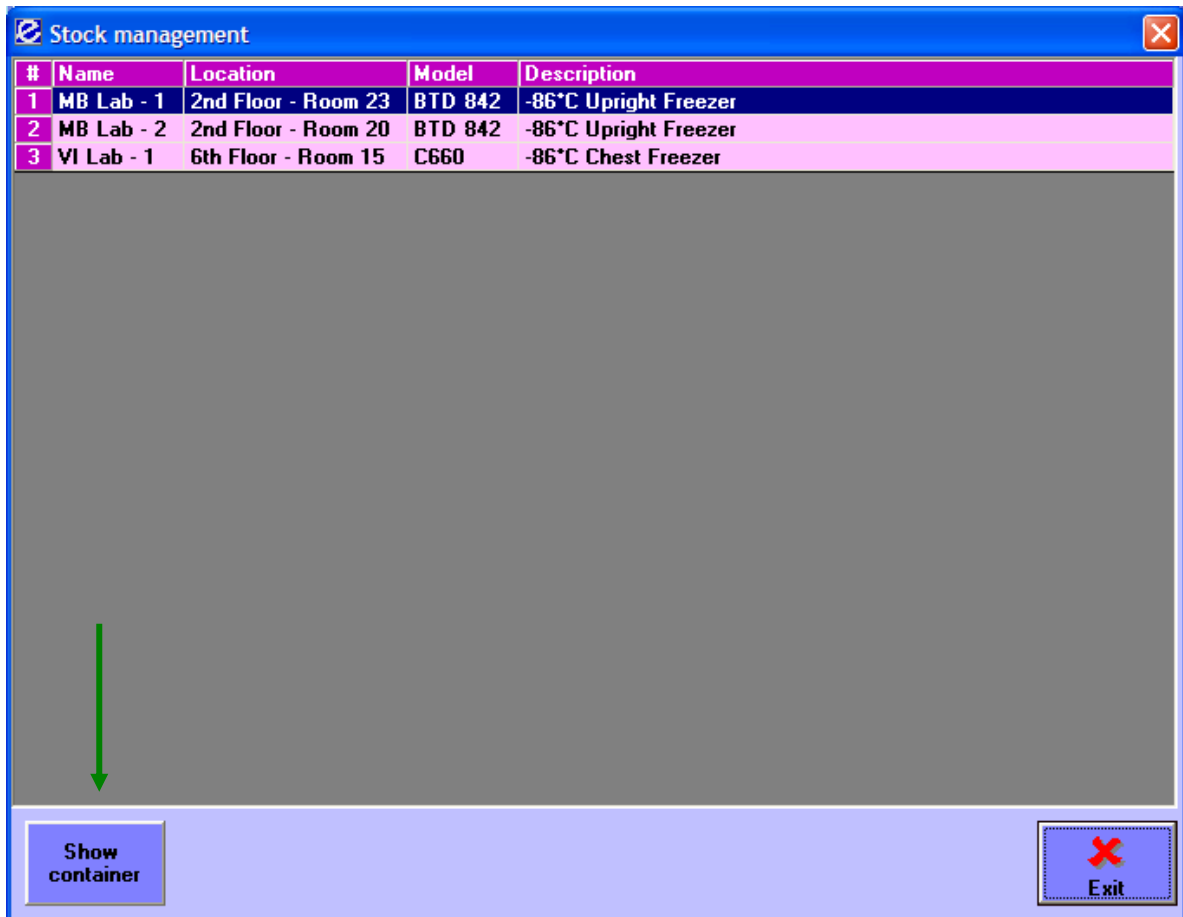 Stock management
# Name Location Model Description
1 MB Lab - 1 2nd Floor - Room 23 BTD 842 -86°C Upright Freezer
2 MB Lab - 2 2nd Floor - Room 20 BTD 842 -86°C Upright Freezer
3 VI Lab - 1 6th Floor - Room 15 C660 -86°C Chest Freezer
Show
container
Exit